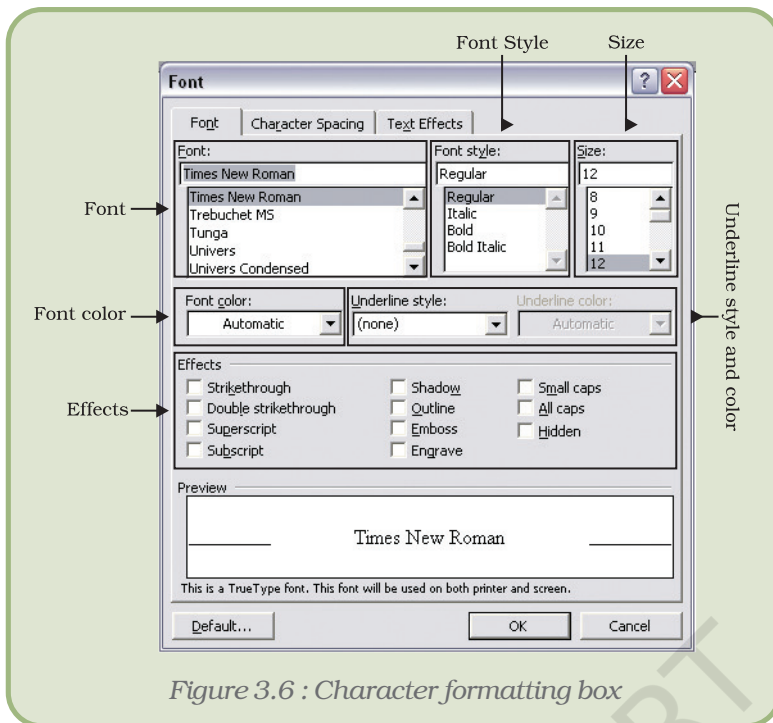 Font Style Size
Font
Font Character Spacing Text Effects
Font: Font style: Size:
Times New Roman Regular 12
Times New Roman Regular 8
Trebuchet MS Italic 9
Tunga Bold 10
Univers Bold Italic 11
Univers Condensed 12
Font
Font color: Underline style: Underline color:
Automatic (none) Automatic
Font color
Underline style and color
Effects
Strikethrough Shadow Small caps
Double strikethrough Outline All caps
Superscript Emboss Hidden
Subscript Engrave
Effects
Preview
Times New Roman
This is a TrueType font. This font will be used on both printer and screen.
Default... OK Cancel
Figure 3.6 : Character formatting box